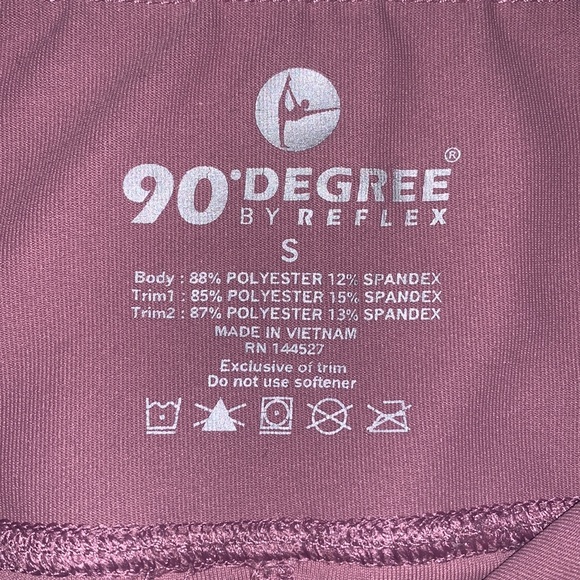 90°DEGREE®
BY REFLEX
S
Body : 88% POLYESTER 12% SPANDEX
Trim1 : 85% POLYESTER 15% SPANDEX
Trim2 : 87% POLYESTER 13% SPANDEX
MADE IN VIETNAM
RN 144527
Exclusive of trim
Do not use softener